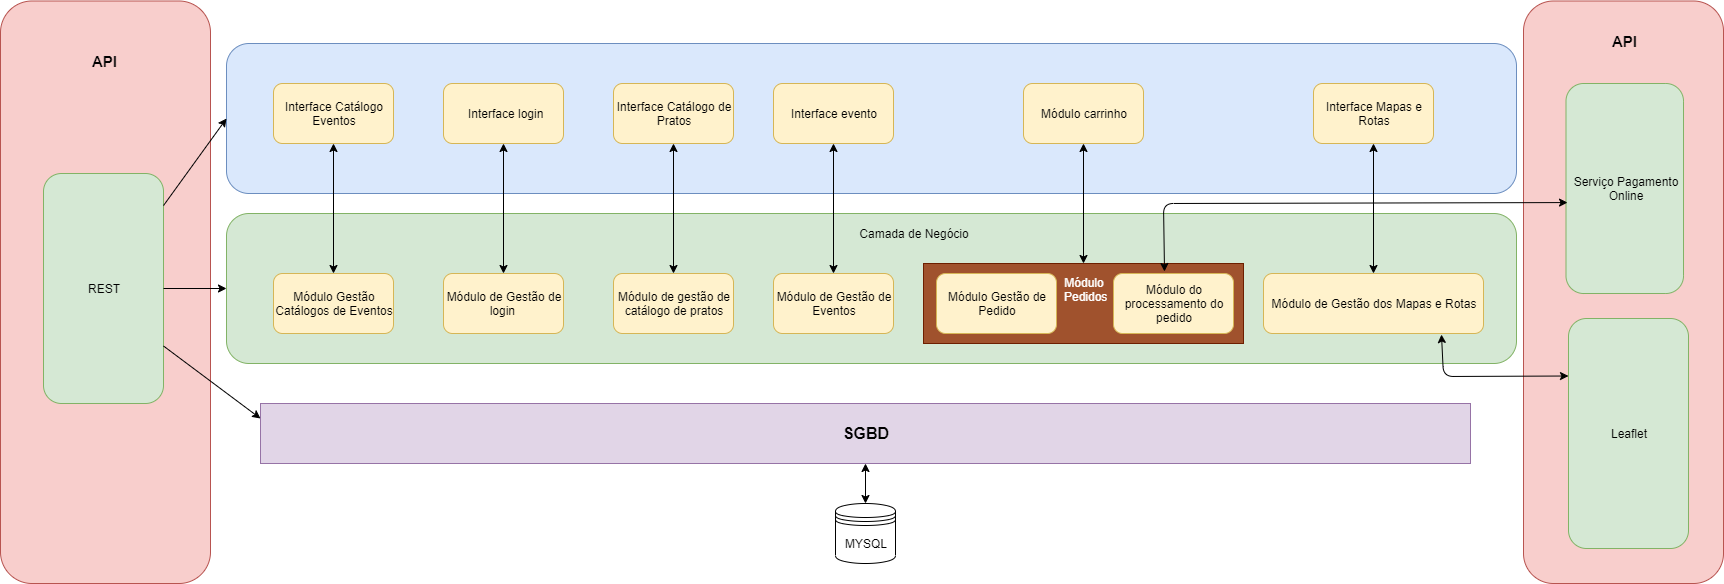 API
REST
Interface Catálogo
Eventos
Interface login
Interface Catálogo de
Pratos
Interface evento
Módulo carrinho
Interface Mapas e
Rotas
Camada de Negócio
Módulo Gestão
Catálogos de Eventos
Módulo de Gestão de
login
Módulo de gestão de
catálogo de pratos
Módulo de Gestão de
Eventos
Módulo Gestão de
Pedido
Módulo
Pedidos
Módulo do
processamento do
pedido
Módulo de Gestão dos Mapas e Rotas
SGBD
MYSQL
API
Serviço Pagamento
Online
Leaflet